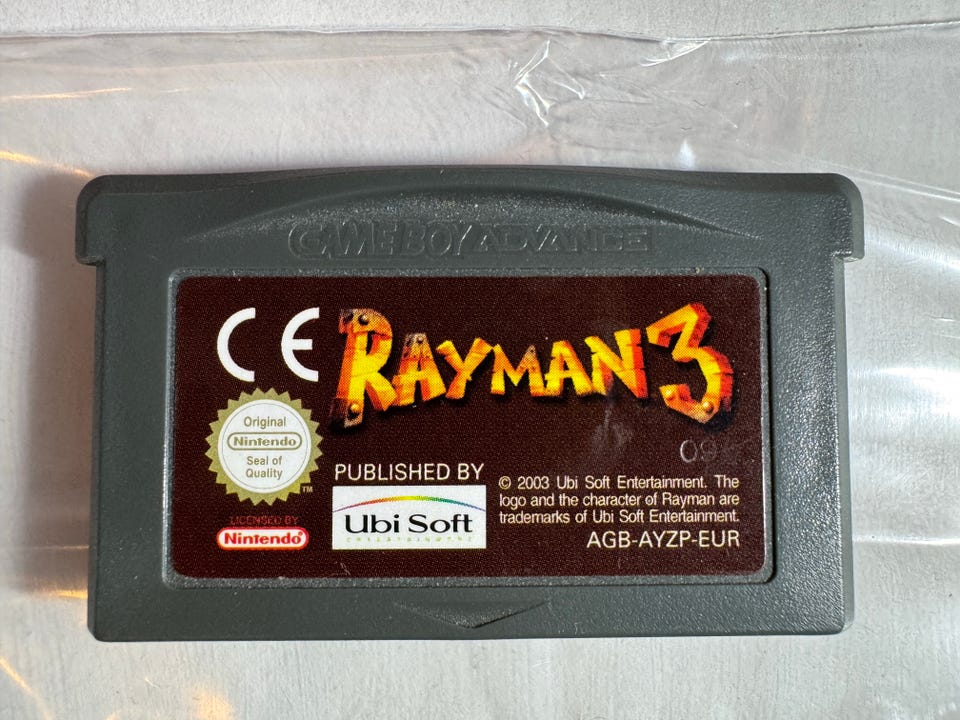 GAME BOY ADVANCE
CE
RAYMAN 3
Original
Nintendo
Seal of
Quality
TM
09
PUBLISHED BY
Ubi Soft
ENTERTAINMENT
LICENSED BY
Nintendo®
© 2003 Ubi Soft Entertainment. The
logo and the character of Rayman are
trademarks of Ubi Soft Entertainment.
AGB-AYZP-EUR